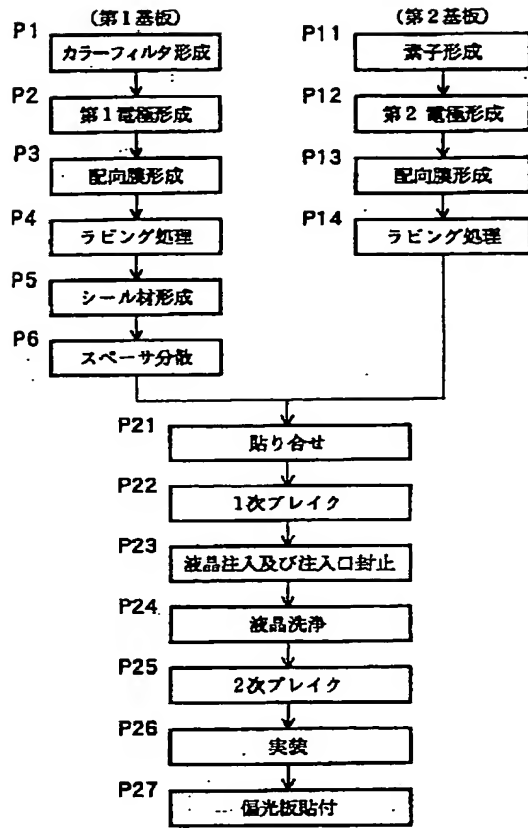 (第1基板)
P1
カラーフィルタ形成
P2
第1電極形成
P3
配向膜形成
P4
ラビング処理
P5
シール材形成
P6
スペーサ分散
(第2基板)
P11
素子形成
P12
第2 電極形成
P13
配向膜形成
P14
ラビング処理
P21
貼り合せ
P22
1次ブレイク
P23
液晶注入及び注入口封止
P24
液晶洗浄
P25
2次ブレイク
P26
実装
P27
偏光板貼付